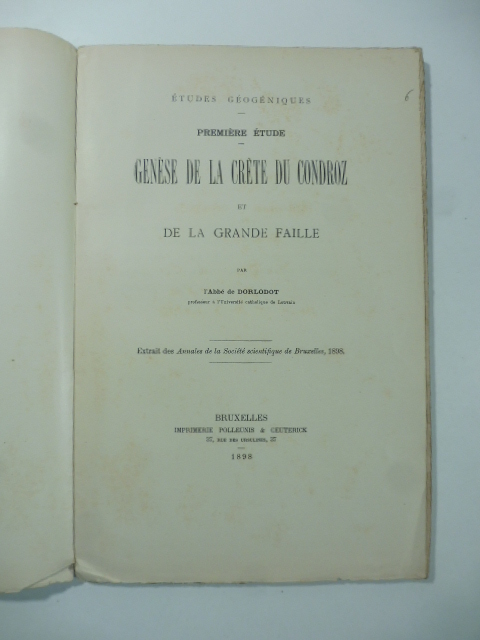 6
ÉTUDES GÉOGÉNIQUES
PREMIÈRE ÉTUDE
GENÈSE DE LA CRÊTE DU CONDROZ
ET
DE LA GRANDE FAILLE
PAR
l'Abbé de DORLODOT
professeur à l'Université catholique de Louvain
Extrait des Annales de la Société scientifique de Bruxelles, 1898.
BRUXELLES
IMPRIMERIE POLLEUNIS & CEUTERICK
37, RUE DES URSULINES, 37
1898